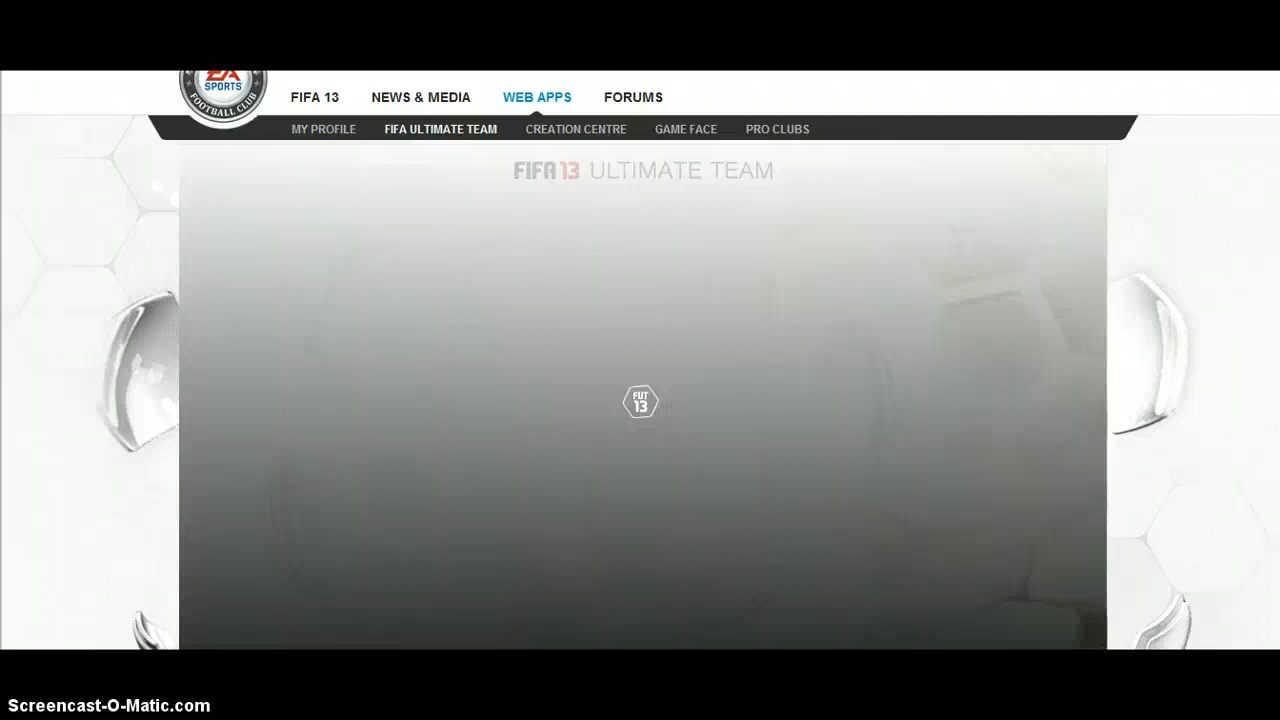 EA
SPORTS
FOOTBALL CLUB
FIFA 13 NEWS & MEDIA WEB APPS FORUMS
MY PROFILE FIFA ULTIMATE TEAM CREATION CENTRE GAME FACE PRO CLUBS
FIFA 13 ULTIMATE TEAM
FUT
13
Screencast-O-Matic.com